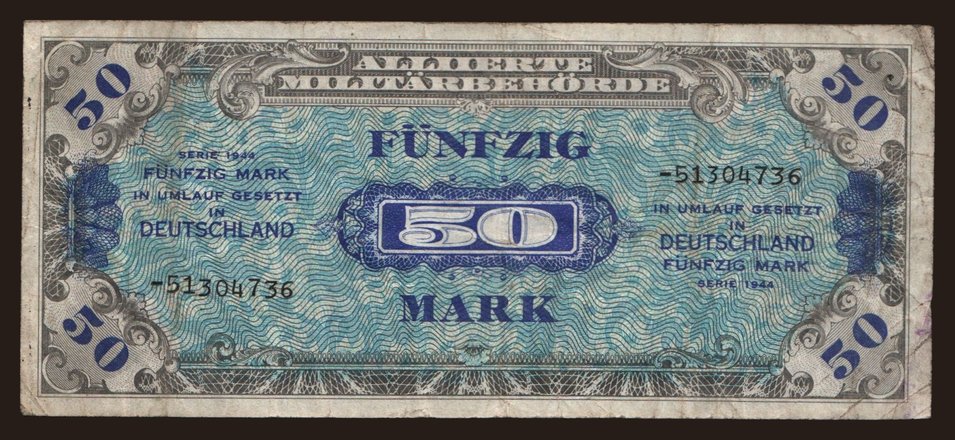 50
ALLIIERTE
MILITÄRBEHÖRDE
50
FÜNFZIG
SERIE 1944
FÜNFZIG MARK
IN UMLAUF GESETZT
IN
DEUTSCHLAND
-51304736
50
-51304736
IN UMLAUF GESETZT
IN
DEUTSCHLAND
FÜNFZIG MARK
SERIE 1944
MARK
50
50